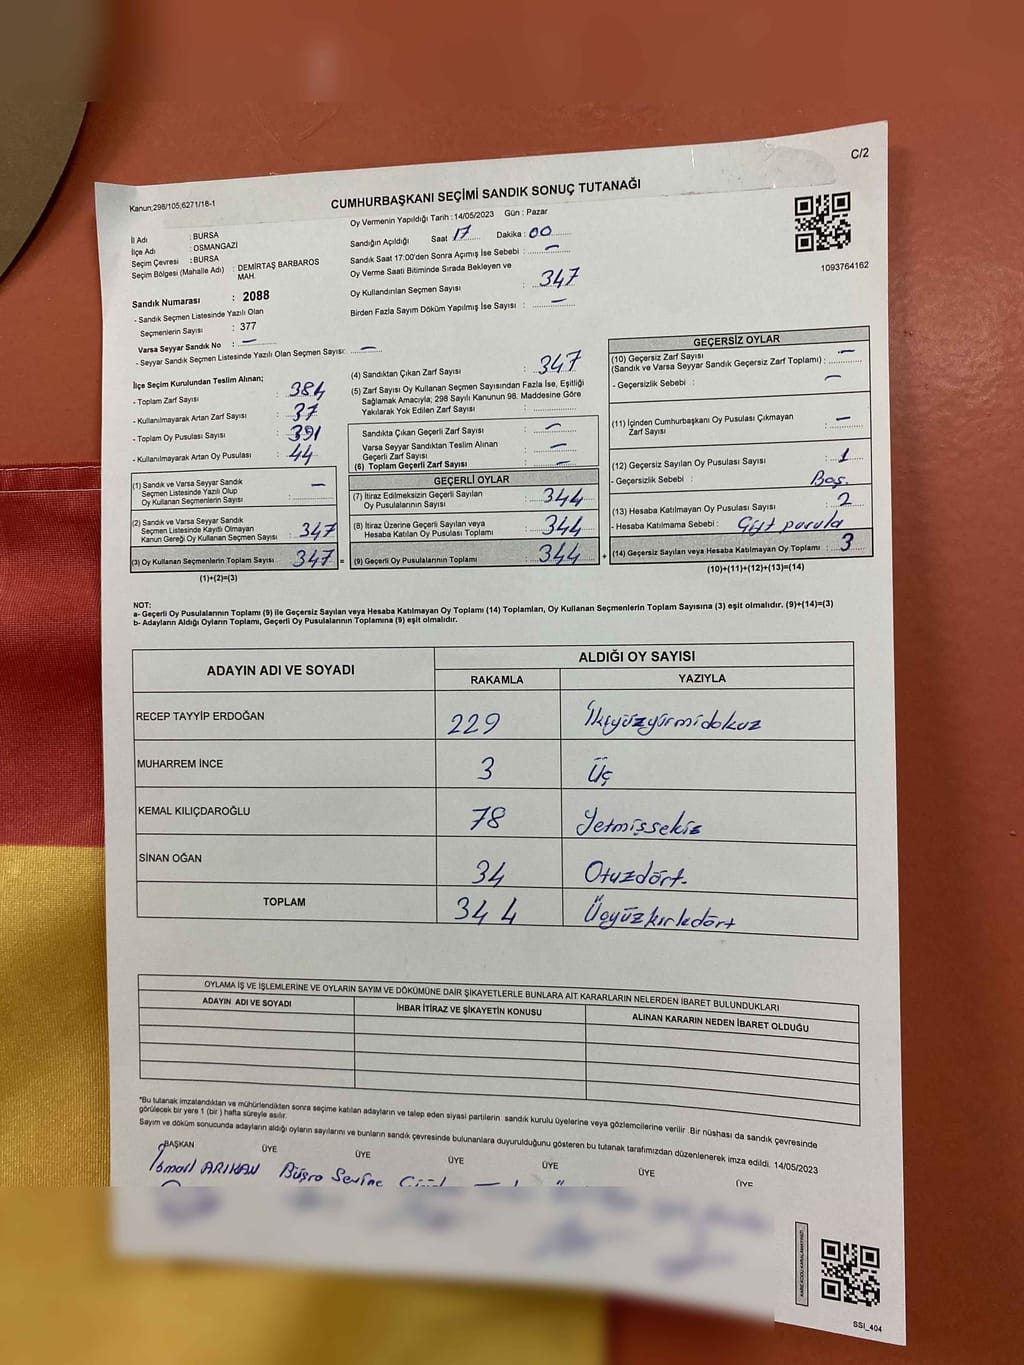 C/2
Kanun;298/105,6271/18-1
CUMHURBAŞKANI SEÇİMİ SANDIK SONUÇ TUTANAĞI
Oy Vermenin Yapıldığı Tarih : 14/05/2023 Gün : Pazar
İl Adı : BURSA
İlçe Adı : OSMANGAZİ
Seçim Çevresi : BURSA
Seçim Bölgesi (Mahalle Adı) : DEMİRTAŞ BARBAROS MAH.
Sandık Numarası : 2088
- Sandık Seçmen Listesinde Yazılı Olan
Seçmenlerin Sayısı : 377
Varsa Seyyar Sandık No : —
- Seyyar Sandık Seçmen Listesinde Yazılı Olan Seçmen Sayısı: —
Sandığın Açıldığı Saat 17 Dakika : 00
Sandık Saat 17:00'den Sonra Açımış İse Sebebi : —
Oy Verme Saati Bitiminde Sırada Bekleyen ve
Oy Kullandırılan Seçmen Sayısı : 347
Birden Fazla Sayım Döküm Yapılmış İse Sayısı : —
1093764162
İlçe Seçim Kurulundan Teslim Alınan;
- Toplam Zarf Sayısı : 384
- Kullanılmayarak Artan Zarf Sayısı : 37
- Toplam Oy Pusulası Sayısı : 391
- Kullanılmayarak Artan Oy Pusulası : 44
(1) Sandık ve Varsa Seyyar Sandık
Seçmen Listesinde Yazılı Olup
Oy Kullanan Seçmenlerin Sayısı : —
(2) Sandık ve Varsa Seyyar Sandık
Seçmen Listesinde Kayıtlı Olmayan
Kanun Gereği Oy Kullanan Seçmen Sayısı : 347
(3) Oy Kullanan Seçmenlerin Toplam Sayısı : 347 =
(1)+(2)=(3)
(4) Sandıktan Çıkan Zarf Sayısı : 347
(5) Zarf Sayısı Oy Kullanan Seçmen Sayısından Fazla İse, Eşitliği
Sağlamak Amacıyla; 298 Sayılı Kanunun 98. Maddesine Göre
Yakılarak Yok Edilen Zarf Sayısı :
Sandıkta Çıkan Geçerli Zarf Sayısı : —
Varsa Seyyar Sandıktan Teslim Alınan
Geçerli Zarf Sayısı : —
(6) Toplam Geçerli Zarf Sayısı : —
GEÇERLİ OYLAR
(7) İtiraz Edilmeksizin Geçerli Sayılan
Oy Pusulalarının Sayısı : 344
(8) İtiraz Üzerine Geçerli Sayılan veya
Hesaba Katılan Oy Pusulası Toplamı : 344
(9) Geçerli Oy Pusulalarının Toplamı : 344 +
GEÇERSİZ OYLAR
(10) Geçersiz Zarf Sayısı
(Sandık ve Varsa Seyyar Sandık Geçersiz Zarf Toplamı) : —
- Geçersizlik Sebebi : —
(11) İçinden Cumhurbaşkanı Oy Pusulası Çıkmayan
Zarf Sayısı : —
(12) Geçersiz Sayılan Oy Pusulası Sayısı : 1
- Geçersizlik Sebebi : Boş.
(13) Hesaba Katılmayan Oy Pusulası Sayısı : 2
- Hesaba Katılmama Sebebi : Çift pusula
(14) Geçersiz Sayılan veya Hesaba Katılmayan Oy Toplamı : 3
(10)+(11)+(12)+(13)=(14)
NOT:
a- Geçerli Oy Pusulalarının Toplamı (9) ile Geçersiz Sayılan veya Hesaba Katılmayan Oy Toplamı (14) Toplamları, Oy Kullanan Seçmenlerin Toplam Sayısına (3) eşit olmalıdır. (9)+(14)=(3)
b- Adayların Aldığı Oyların Toplamı, Geçerli Oy Pusulalarının Toplamına (9) eşit olmalıdır.
ADAYIN ADI VE SOYADI
ALDIĞI OY SAYISI
RAKAMLA YAZIYLA
RECEP TAYYİP ERDOĞAN 229 İkiyüzyirmidokuz
MUHARREM İNCE 3 Üç
KEMAL KILIÇDAROĞLU 78 Yetmişsekiz
SİNAN OĞAN 34 Otuzdört.
TOPLAM 344 Üçyüzkırkdört
OYLAMA İŞ VE İŞLEMLERİNE VE OYLARIN SAYIM VE DÖKÜMÜNE DAİR ŞİKAYETLERLE BUNLARA AİT KARARLARIN NELERDEN İBARET BULUNDUKLARI
ADAYIN ADI VE SOYADI İHBAR İTİRAZ VE ŞİKAYETİN KONUSU ALINAN KARARIN NEDEN İBARET OLDUĞU
*Bu tutanak imzalandıktan ve mühürlendikten sonra seçime katılan adayların ve talep eden siyasi partilerin sandık kurulu üyelerine veya gözlemcilerine verilir .Bir nüshası da sandık çevresinde
görülecek bir yere 1 (bir ) hafta süreyle asılır.
Sayım ve döküm sonucunda adayların aldığı oyların sayılarını ve bunların sandık çevresinde bulunanlara duyurulduğunu gösteren bu tutanak tarafımızdan düzenlenerek imza edildi. 14/05/2023
BAŞKAN ÜYE ÜYE ÜYE ÜYE ÜYE ÜYE
İsmail ARIKAN Büşra
SSI_404